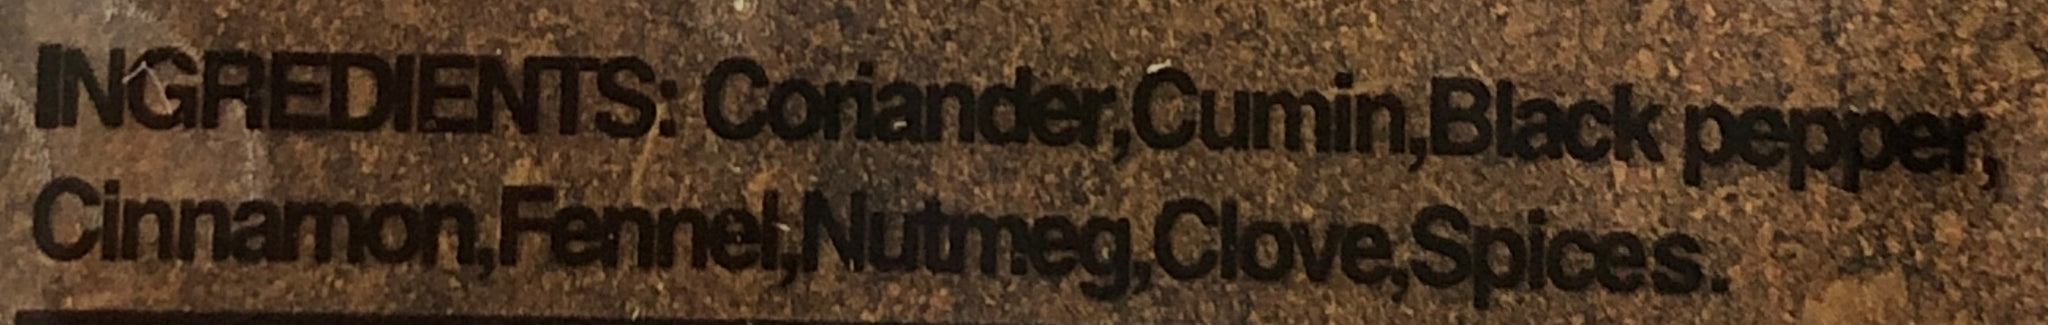 INGREDIENTS: Coriander,Cumin,Black pepper,
Cinnamon,Fennel,Nutmeg,Clove,Spices.